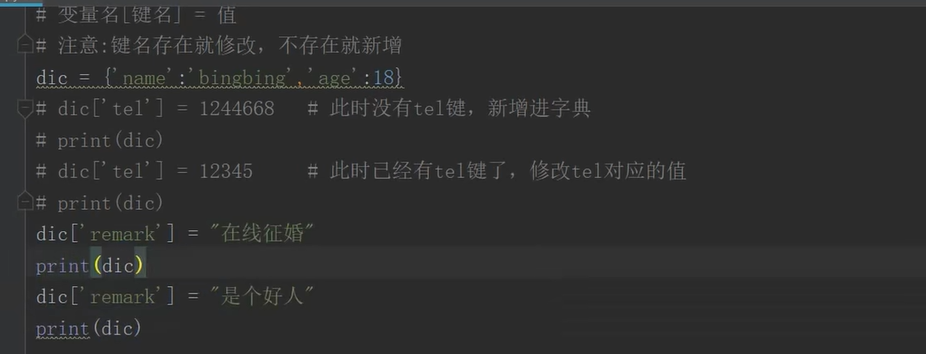 # 变量名[键名] = 值
# 注意:键名存在就修改，不存在就新增
dic = {'name':'bingbing','age':18}
# dic['tel'] = 1244668   # 此时没有tel键，新增进字典
# print(dic)
# dic['tel'] = 12345     # 此时已经有tel键了，修改tel对应的值
# print(dic)
dic['remark'] = "在线征婚"
print(dic)
dic['remark'] = "是个好人"
print(dic)